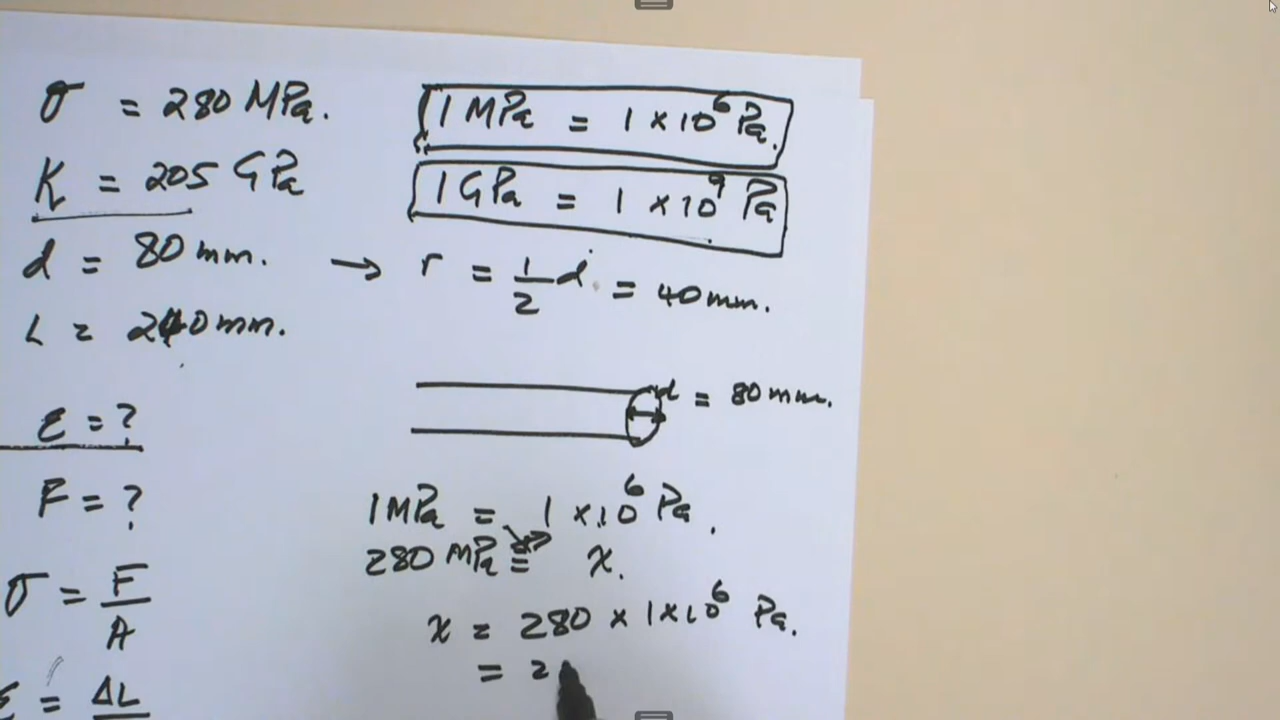 σ = 280 MPa.
K = 205 GPa
d = 80 mm.
L = 240 mm.
ε = ?
F = ?
σ = F/A
ε = ΔL
1 MPa = 1 × 10⁶ Pa.
1 GPa = 1 × 10⁹ Pa
→ r = 1/2 d. = 40 mm.
d = 80 mm.
1 MPa = 1 × 10⁶ Pa.
280 MPa = x.
x = 280 × 1 × 10⁶ Pa.
= 2